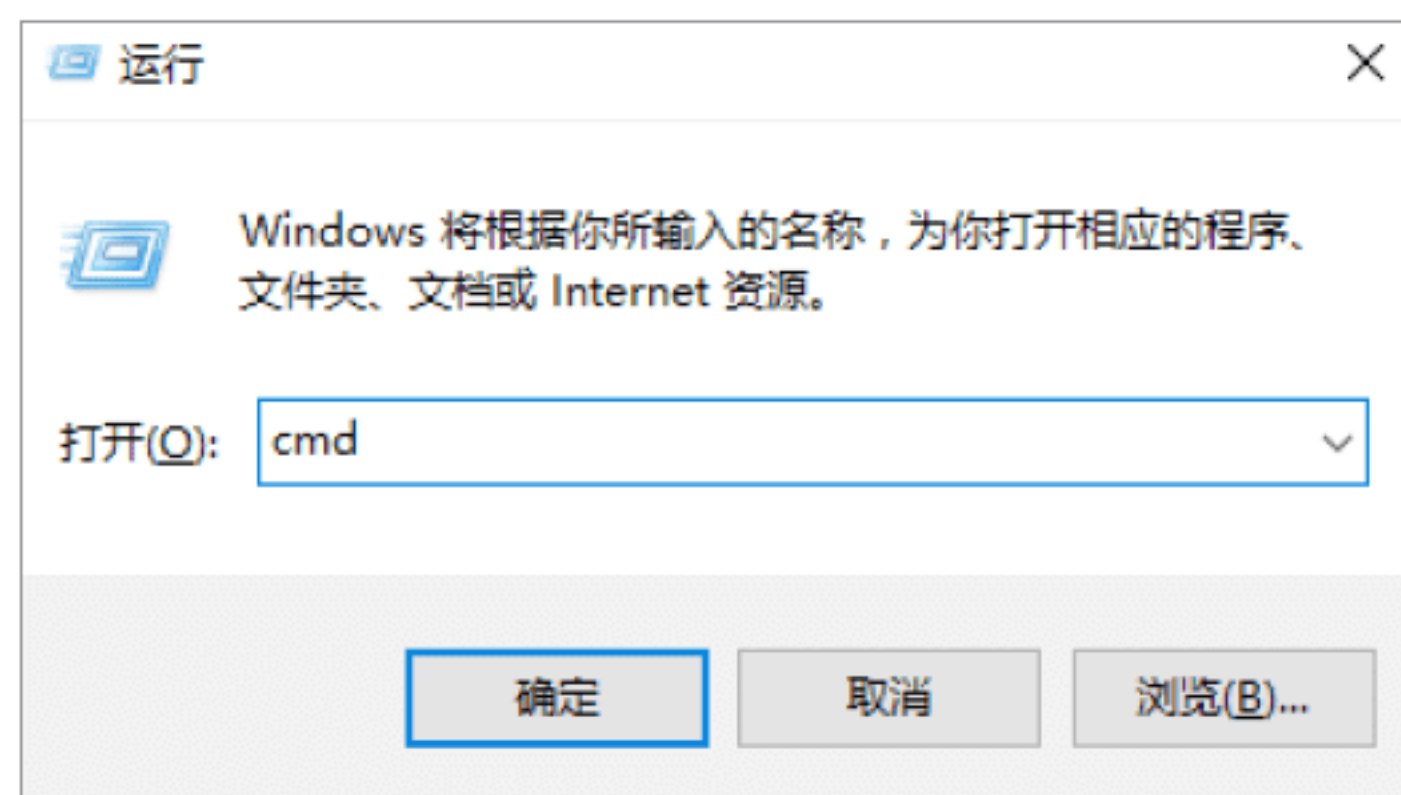 运行
Windows 将根据你所输入的名称，为你打开相应的程序、
文件夹、文档或 Internet 资源。
打开(O): cmd
确定 取消 浏览(B)...